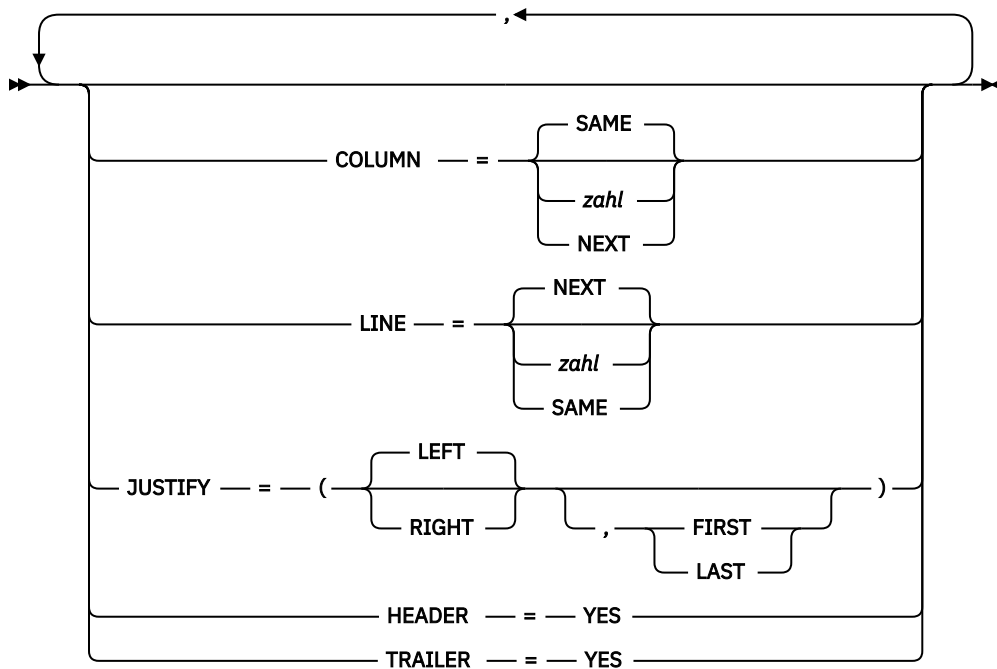 ,
SAME
COLUMN =
zahl
NEXT
NEXT
LINE =
zahl
SAME
LEFT
JUSTIFY = ( )
RIGHT , FIRST
LAST
HEADER = YES
TRAILER = YES